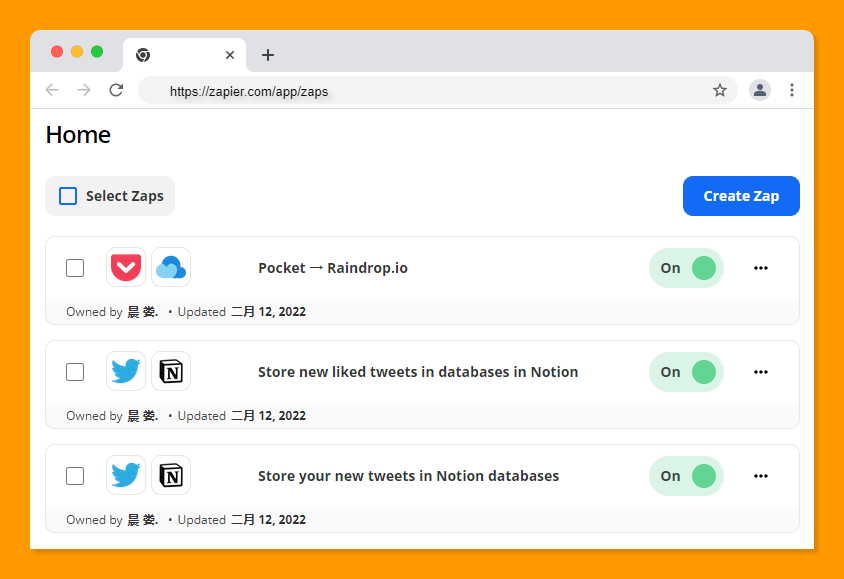 https://zapier.com/app/zaps
Home
Select Zaps
Create Zap
Pocket → Raindrop.io
On
Owned by 晨 娄. • Updated 二月 12, 2022
N
Store new liked tweets in databases in Notion
On
Owned by 晨 娄. • Updated 二月 12, 2022
N
Store your new tweets in Notion databases
On
Owned by 晨 娄. • Updated 二月 12, 2022